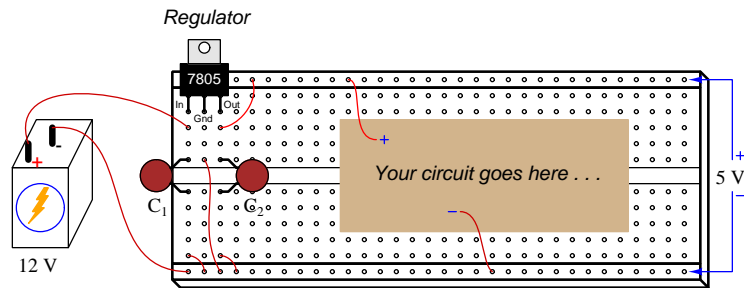 Regulator
7805
In
Out
Gnd
+
Your circuit goes here . . .
+ -
+
5 V
C1
C2
−
−
12 V